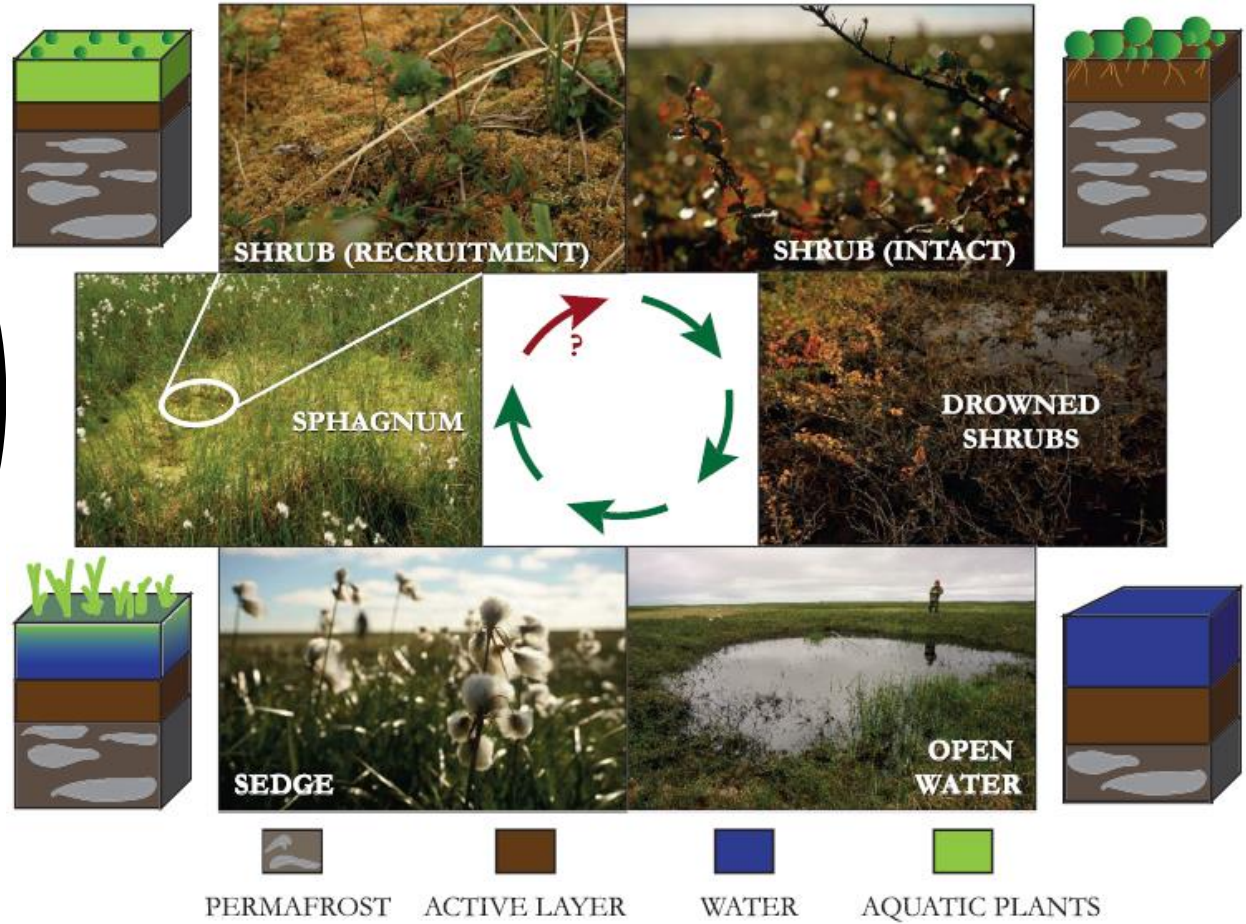 SHRUB (RECRUITMENT)
SHRUB (INTACT)
?
SPHAGNUM
DROWNED
SHRUBS
SEDGE
OPEN
WATER
PERMAFROST
ACTIVE LAYER
WATER
AQUATIC PLANTS